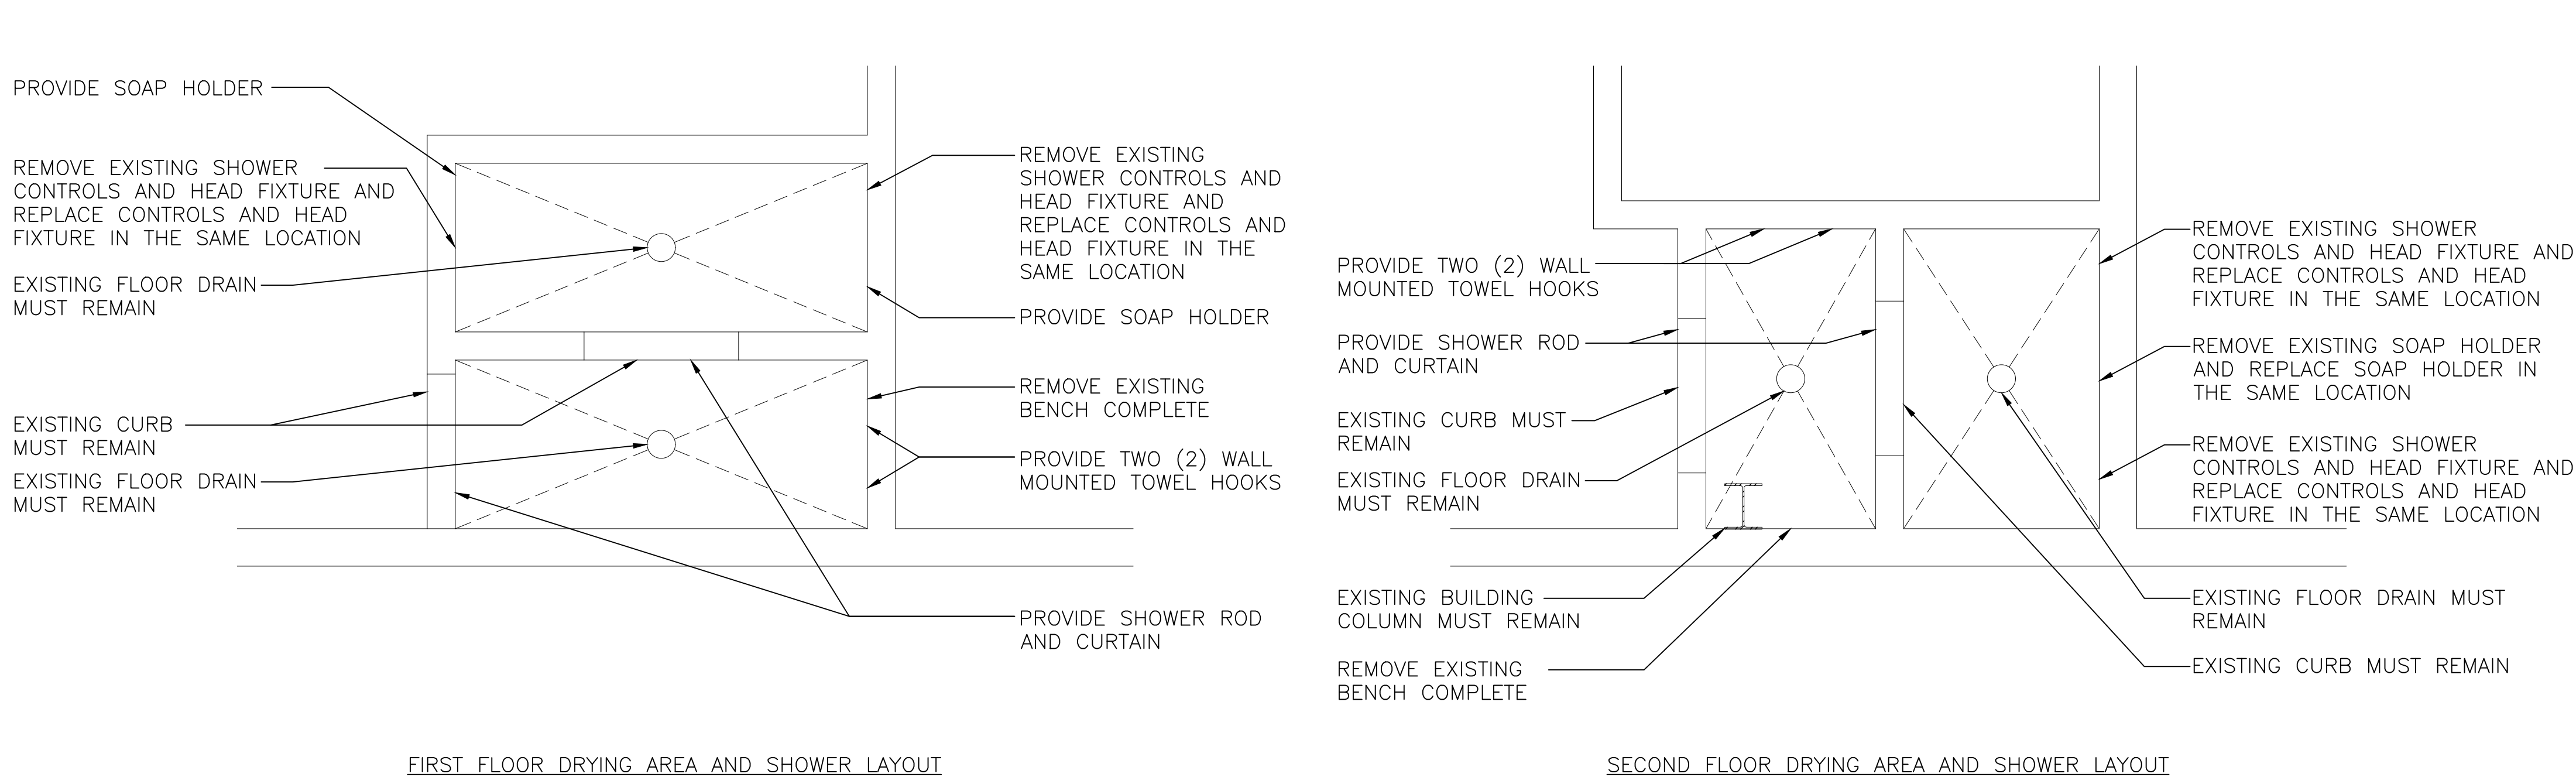 PROVIDE SOAP HOLDER
REMOVE EXISTING SHOWER
CONTROLS AND HEAD FIXTURE AND
REPLACE CONTROLS AND HEAD
FIXTURE IN THE SAME LOCATION
EXISTING FLOOR DRAIN
MUST REMAIN
EXISTING CURB
MUST REMAIN
EXISTING FLOOR DRAIN
MUST REMAIN
REMOVE EXISTING
SHOWER CONTROLS AND
HEAD FIXTURE AND
REPLACE CONTROLS AND
HEAD FIXTURE IN THE
SAME LOCATION
PROVIDE SOAP HOLDER
REMOVE EXISTING
BENCH COMPLETE
PROVIDE TWO (2) WALL
MOUNTED TOWEL HOOKS
PROVIDE SHOWER ROD
AND CURTAIN
FIRST FLOOR DRYING AREA AND SHOWER LAYOUT
PROVIDE TWO (2) WALL
MOUNTED TOWEL HOOKS
PROVIDE SHOWER ROD
AND CURTAIN
EXISTING CURB MUST
REMAIN
EXISTING FLOOR DRAIN
MUST REMAIN
EXISTING BUILDING
COLUMN MUST REMAIN
REMOVE EXISTING
BENCH COMPLETE
REMOVE EXISTING SHOWER
CONTROLS AND HEAD FIXTURE AND
REPLACE CONTROLS AND HEAD
FIXTURE IN THE SAME LOCATION
REMOVE EXISTING SOAP HOLDER
AND REPLACE SOAP HOLDER IN
THE SAME LOCATION
REMOVE EXISTING SHOWER
CONTROLS AND HEAD FIXTURE AND
REPLACE CONTROLS AND HEAD
FIXTURE IN THE SAME LOCATION
EXISTING FLOOR DRAIN MUST
REMAIN
EXISTING CURB MUST REMAIN
SECOND FLOOR DRYING AREA AND SHOWER LAYOUT